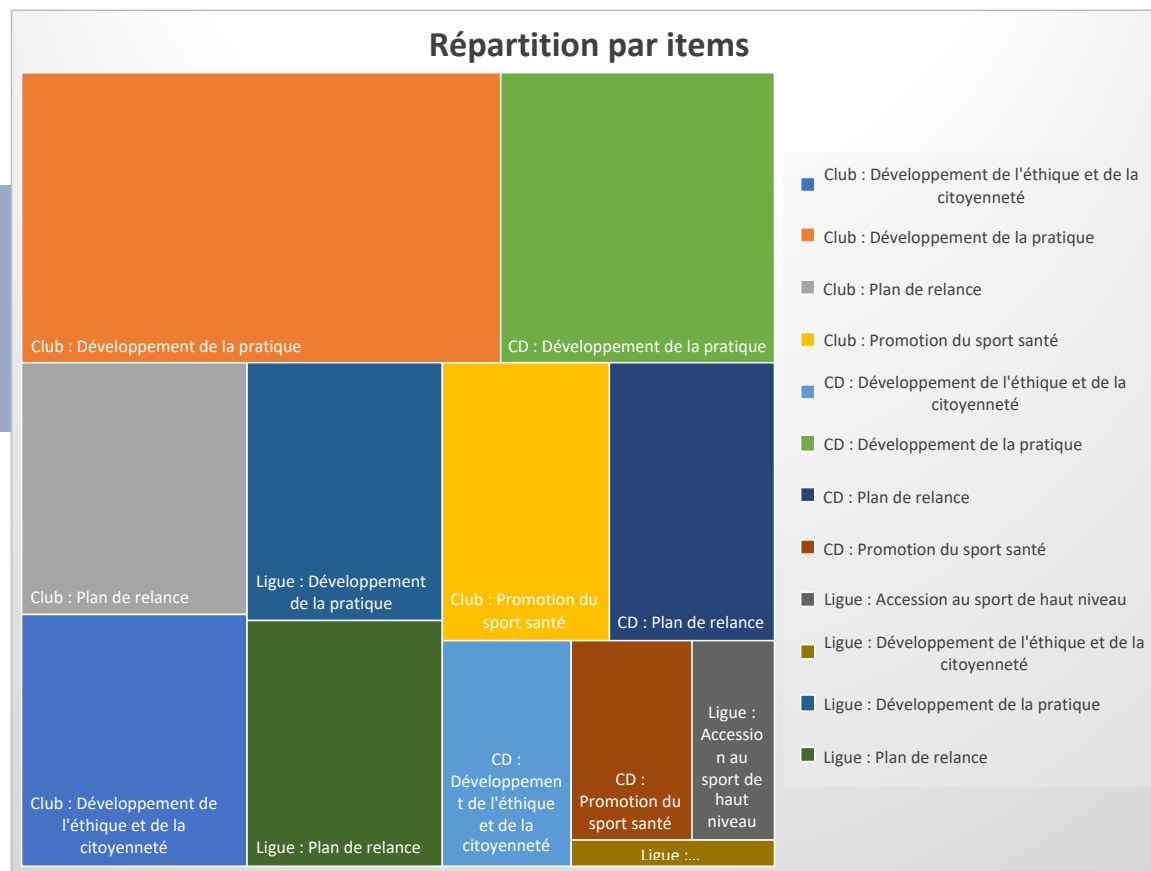 Répartition par items
Club : Développement de la pratique
CD : Développement de la pratique
Club : Plan de relance
Ligue : Développement
de la pratique
Club : Promotion du
sport santé
CD : Plan de relance
Club : Développement de
l'éthique et de la
citoyenneté
Ligue : Plan de relance
CD :
Développemen
t de l'éthique
et de la
citoyenneté
CD :
Promotion du
sport santé
Ligue :
Accessio
n au
sport de
haut
niveau
Ligue :...
Club : Développement de l'éthique et de la
citoyenneté
Club : Développement de la pratique
Club : Plan de relance
Club : Promotion du sport santé
CD : Développement de l'éthique et de la
citoyenneté
CD : Développement de la pratique
CD : Plan de relance
CD : Promotion du sport santé
Ligue : Accession au sport de haut niveau
Ligue : Développement de l'éthique et de la
citoyenneté
Ligue : Développement de la pratique
Ligue : Plan de relance